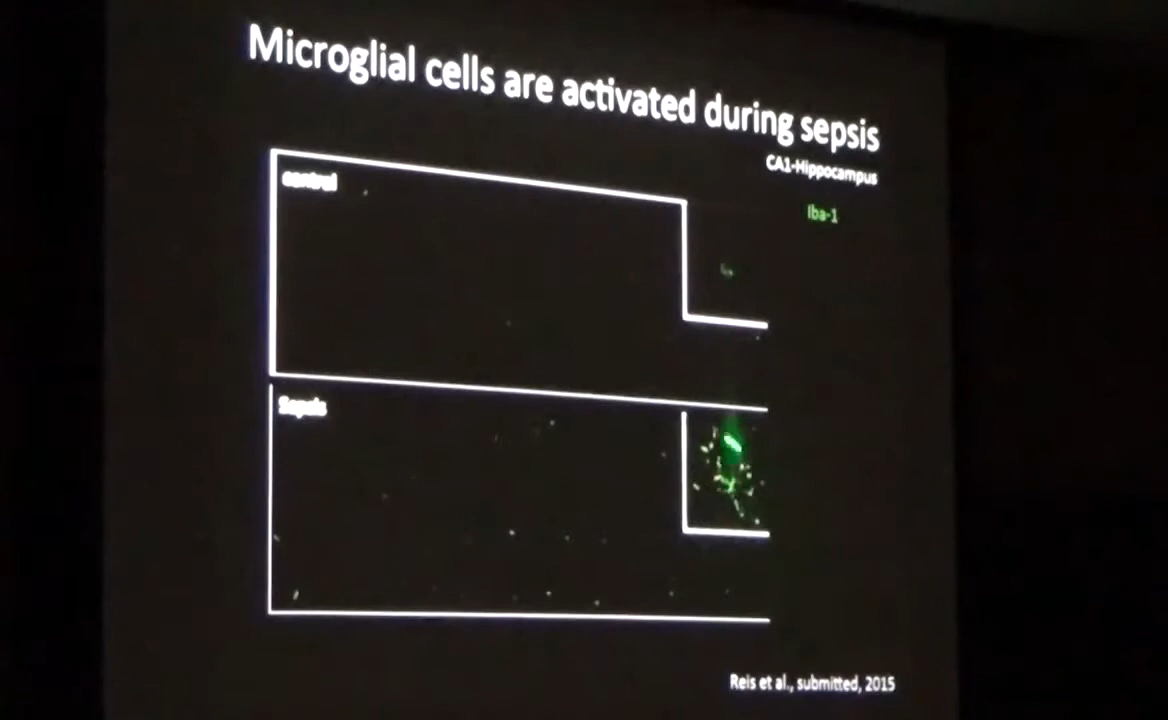 Microglial cells are activated during sepsis
CA1-Hippocampus
Iba-1
control
Sepsis
Reis et al., submitted, 2015